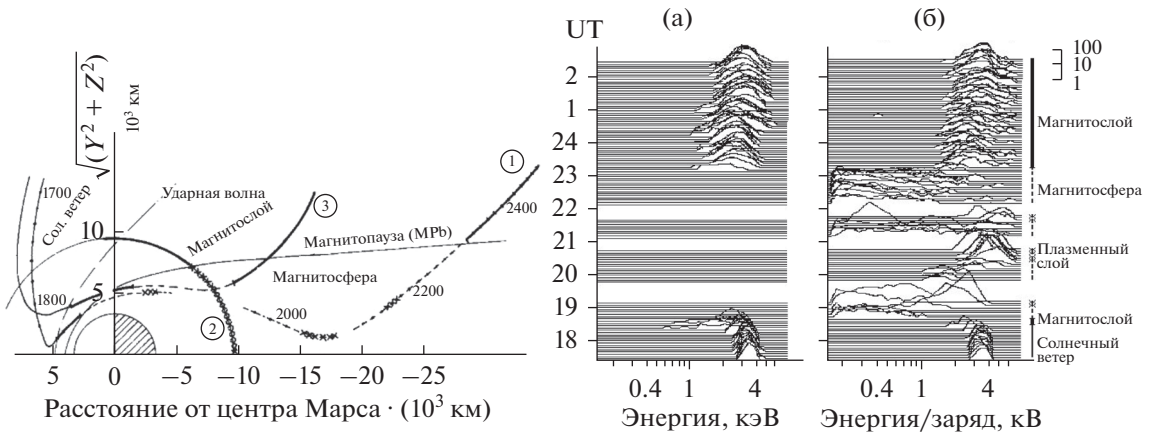 √(Y² + Z²)
10³ км
1700
Сол. ветер
Ударная волна
10
Магнитослой
1
3
2400
Магнитопауза (MPb)
Магнитосфера
1800
5
2200
2000
2
5 0 −5 −10 −15 −20 −25
Расстояние от центра Марса · (10³ км)
UT
(а)
2
1
24
23
22
21
20
19
18
0.4 1 4
Энергия, кэВ
(б)
100
10
1
Магнитослой
Магнитосфера
Плазменный
слой
Магнитослой
Солнечный
ветер
0.4 1 4
Энергия/заряд, кВ